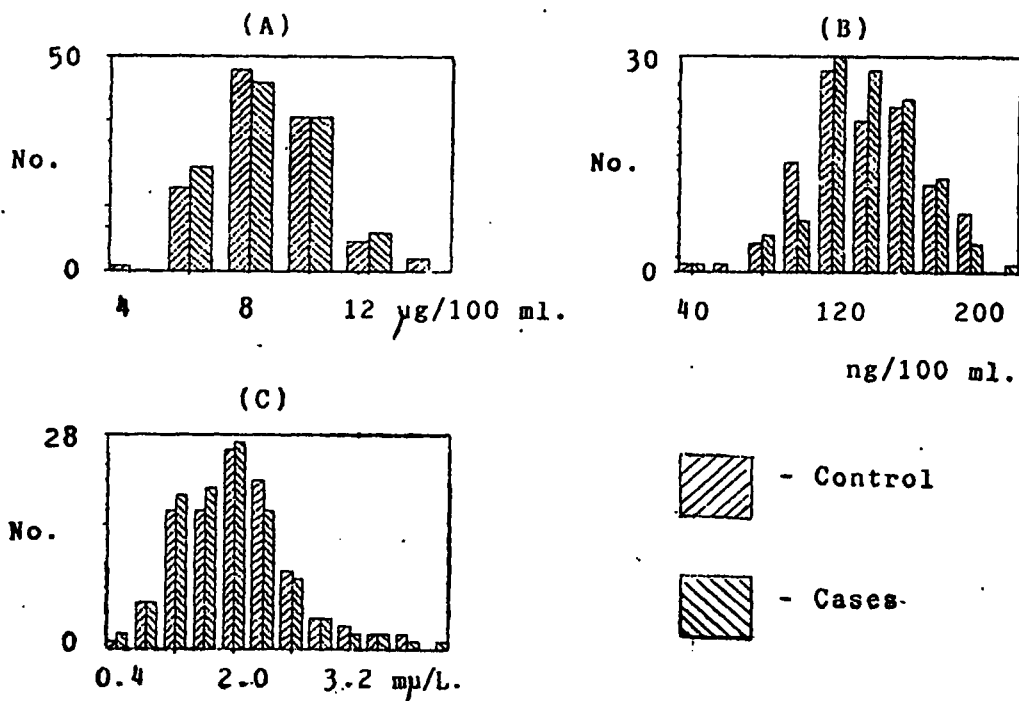 (A)
50
No.
0
4 8 12 µg/100 ml.
(B)
30
No.
0
40 120 200
ng/100 ml.
(C)
28
No.
0
0.4 2.0 3.2 mµ/L.
- Control
- Cases